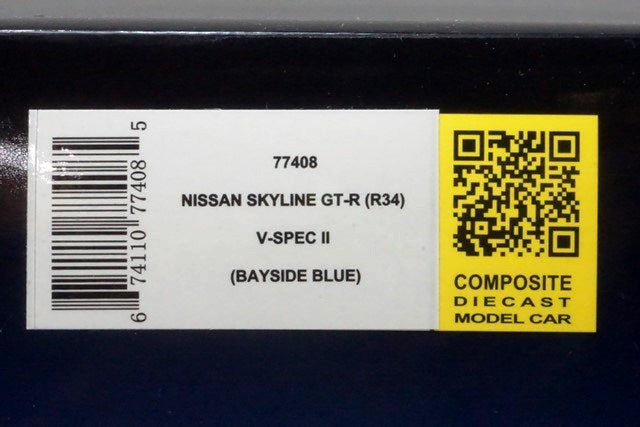 6 74110 77408 5
77408
NISSAN SKYLINE GT-R (R34)
V-SPEC II
(BAYSIDE BLUE)
COMPOSITE
DIECAST
MODEL CAR